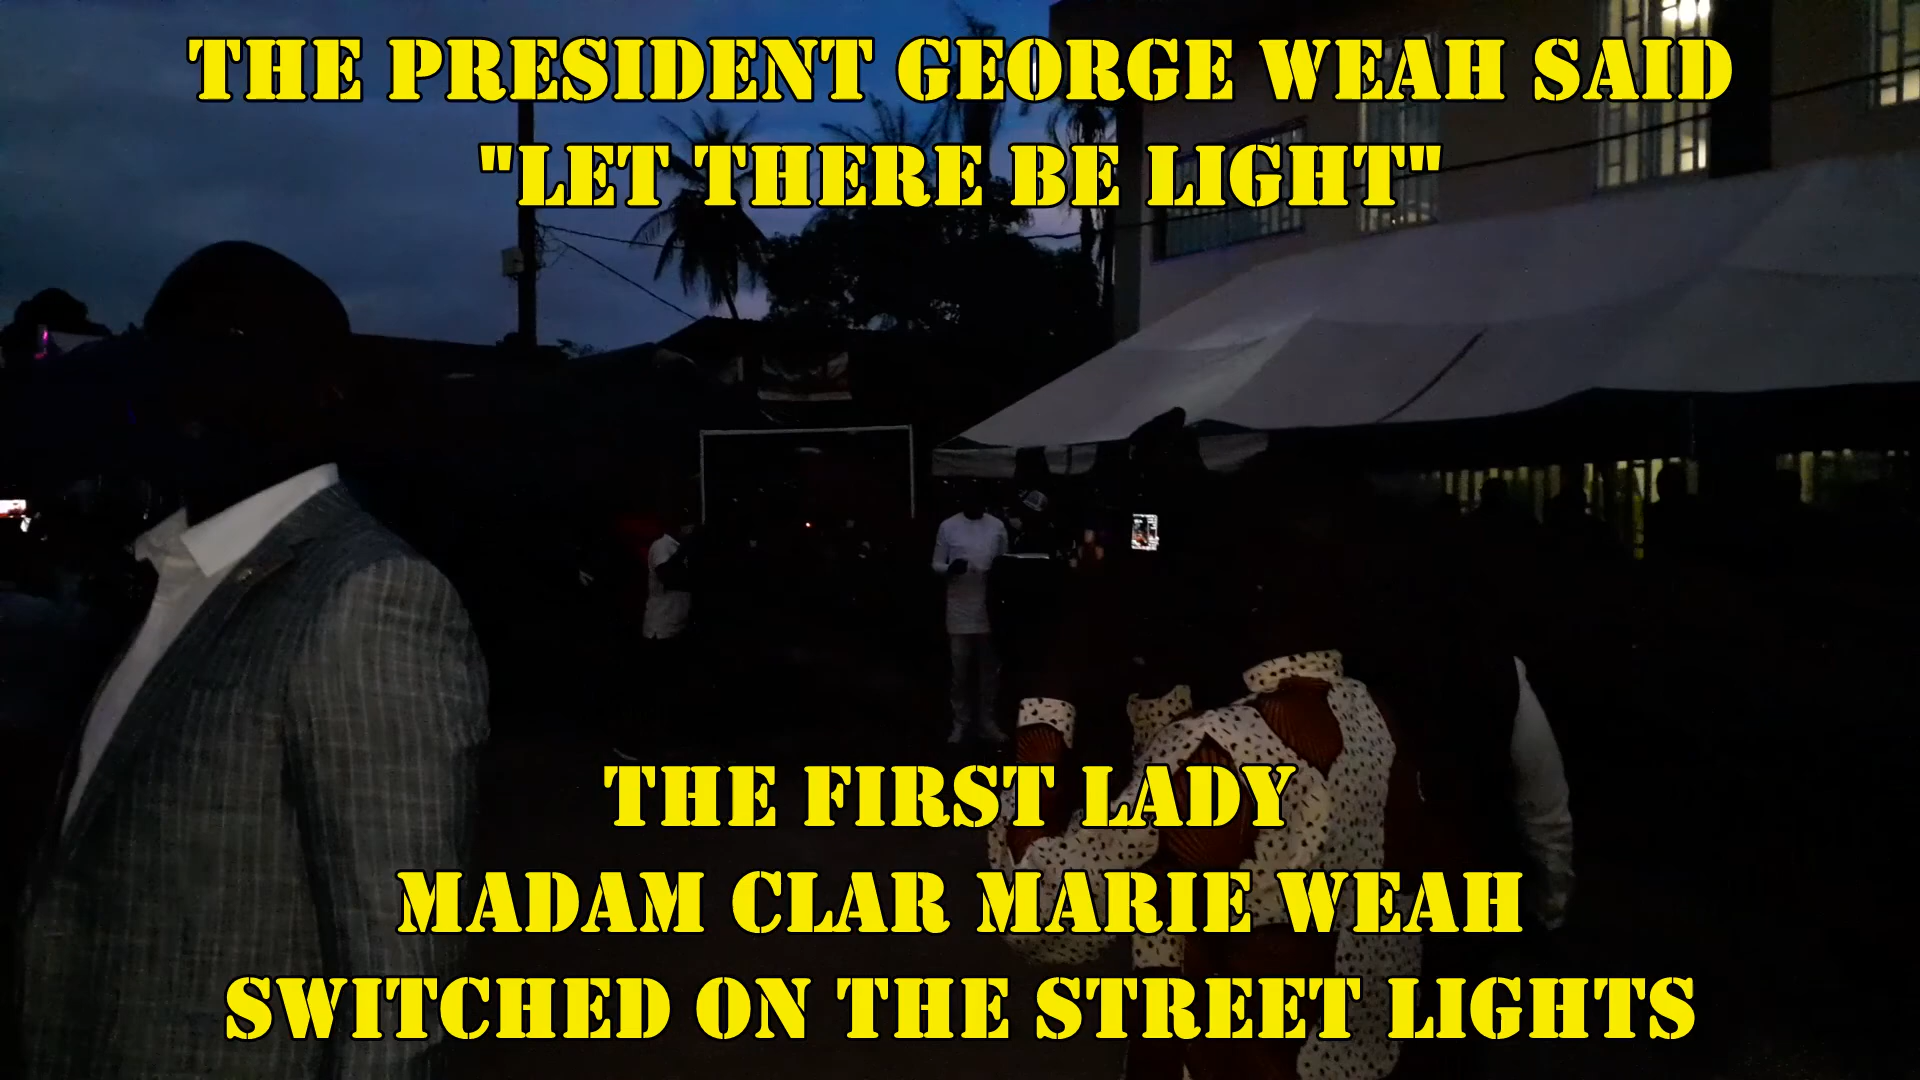 THE PRESIDENT GEORGE WEAH SAID
"LET THERE BE LIGHT"
THE FIRST LADY
MADAM CLAR MARIE WEAH
SWITCHED ON THE STREET LIGHTS